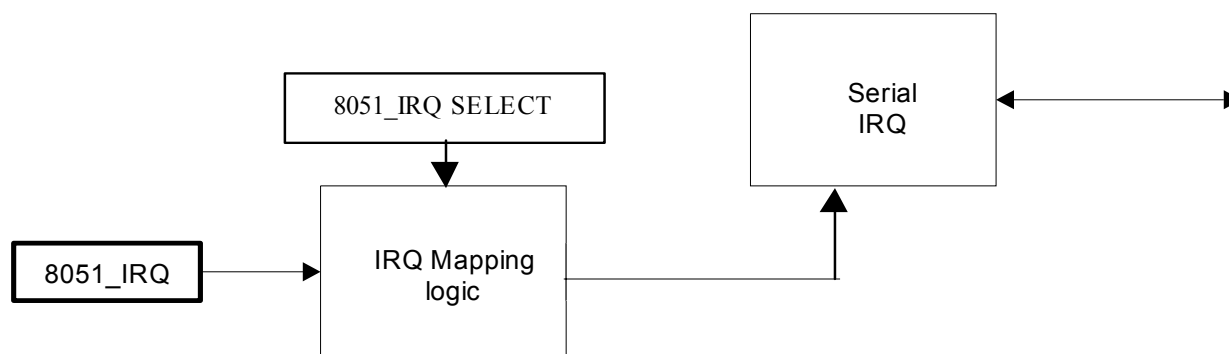 Serial
IRQ
8051_IRQ SELECT
IRQ Mapping
logic
8051_IRQ